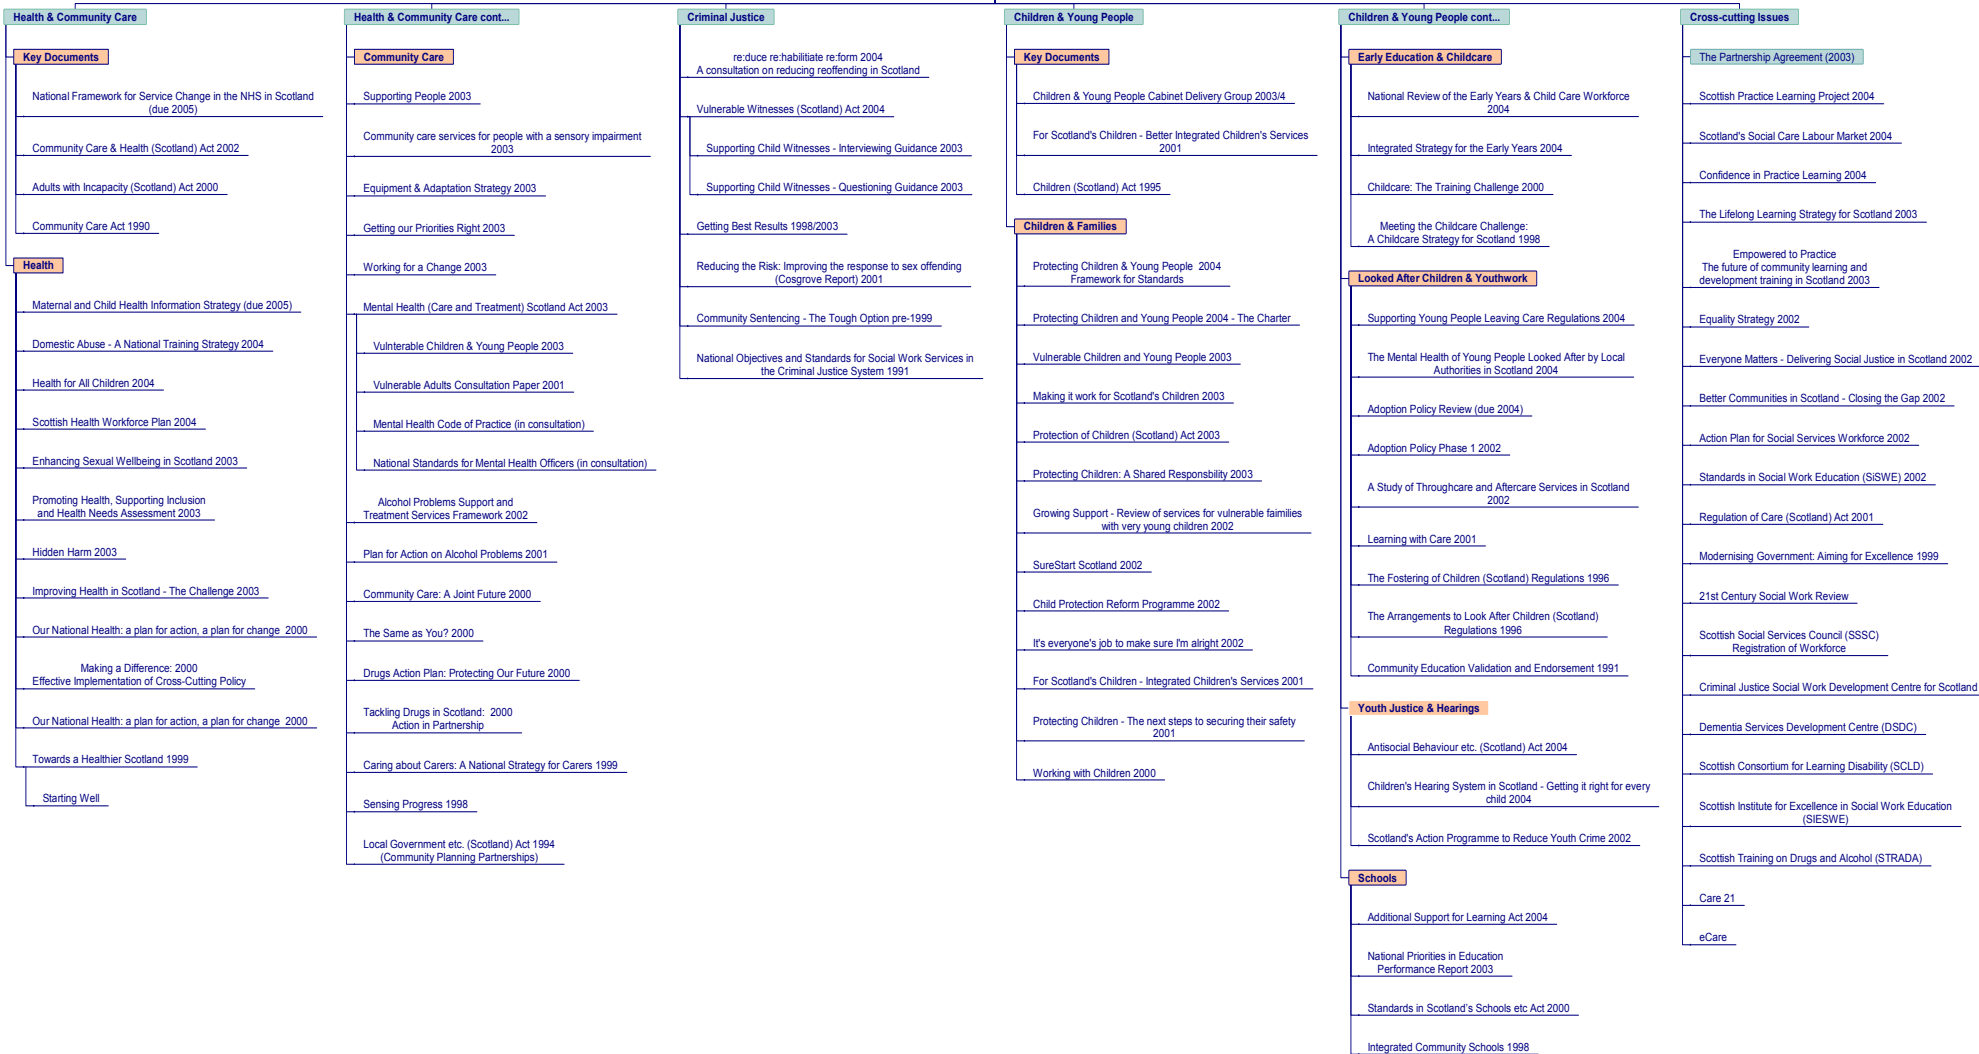 Health & Community Care
Key Documents
National Framework for Service Change in the NHS in Scotland
(due 2005)
Community Care & Health (Scotland) Act 2002
Adults with Incapacity (Scotland) Act 2000
Community Care Act 1990
Health
Maternal and Child Health Information Strategy (due 2005)
Domestic Abuse - A National Training Strategy 2004
Health for All Children 2004
Scottish Health Workforce Plan 2004
Enhancing Sexual Wellbeing in Scotland 2003
Promoting Health, Supporting Inclusion
and Health Needs Assessment 2003
Hidden Harm 2003
Improving Health in Scotland - The Challenge 2003
Our National Health: a plan for action, a plan for change 2000
Making a Difference: 2000
Effective Implementation of Cross-Cutting Policy
Our National Health: a plan for action, a plan for change 2000
Towards a Healthier Scotland 1999
Starting Well
Health & Community Care cont...
Community Care
Supporting People 2003
Community care services for people with a sensory impairment
2003
Equipment & Adaptation Strategy 2003
Getting our Priorities Right 2003
Working for a Change 2003
Mental Health (Care and Treatment) Scotland Act 2003
Vulnterable Children & Young People 2003
Vulnerable Adults Consultation Paper 2001
Mental Health Code of Practice (in consultation)
National Standards for Mental Health Officers (in consultation)
Alcohol Problems Support and
Treatment Services Framework 2002
Plan for Action on Alcohol Problems 2001
Community Care: A Joint Future 2000
The Same as You? 2000
Drugs Action Plan: Protecting Our Future 2000
Tackling Drugs in Scotland: 2000
Action in Partnership
Caring about Carers: A National Strategy for Carers 1999
Sensing Progress 1998
Local Government etc. (Scotland) Act 1994
(Community Planning Partnerships)
Criminal Justice
re:duce re:habilitiate re:form 2004
A consultation on reducing reoffending in Scotland
Vulnerable Witnesses (Scotland) Act 2004
Supporting Child Witnesses - Interviewing Guidance 2003
Supporting Child Witnesses - Questioning Guidance 2003
Getting Best Results 1998/2003
Reducing the Risk: Improving the response to sex offending
(Cosgrove Report) 2001
Community Sentencing - The Tough Option pre-1999
National Objectives and Standards for Social Work Services in
the Criminal Justice System 1991
Children & Young People
Key Documents
Children & Young People Cabinet Delivery Group 2003/4
For Scotland's Children - Better Integrated Children's Services
2001
Children (Scotland) Act 1995
Children & Families
Protecting Children & Young People 2004
Framework for Standards
Protecting Children and Young People 2004 - The Charter
Vulnerable Children and Young People 2003
Making it work for Scotland's Children 2003
Protection of Children (Scotland) Act 2003
Protecting Children: A Shared Responsbility 2003
Growing Support - Review of services for vulnerable faimilies
with very young children 2002
SureStart Scotland 2002
Child Protection Reform Programme 2002
It's everyone's job to make sure I'm alright 2002
For Scotland's Children - Integrated Children's Services 2001
Protecting Children - The next steps to securing their safety
2001
Working with Children 2000
Children & Young People cont...
Early Education & Childcare
National Review of the Early Years & Child Care Workforce
2004
Integrated Strategy for the Early Years 2004
Childcare: The Training Challenge 2000
Meeting the Childcare Challenge:
A Childcare Strategy for Scotland 1998
Looked After Children & Youthwork
Supporting Young People Leaving Care Regulations 2004
The Mental Health of Young People Looked After by Local
Authorities in Scotland 2004
Adoption Policy Review (due 2004)
Adoption Policy Phase 1 2002
A Study of Throughcare and Aftercare Services in Scotland
2002
Learning with Care 2001
The Fostering of Children (Scotland) Regulations 1996
The Arrangements to Look After Children (Scotland)
Regulations 1996
Community Education Validation and Endorsement 1991
Youth Justice & Hearings
Antisocial Behaviour etc. (Scotland) Act 2004
Children's Hearing System in Scotland - Getting it right for every
child 2004
Scotland's Action Programme to Reduce Youth Crime 2002
Schools
Additional Support for Learning Act 2004
National Priorities in Education
Performance Report 2003
Standards in Scotland's Schools etc Act 2000
Integrated Community Schools 1998
Cross-cutting Issues
The Partnership Agreement (2003)
Scottish Practice Learning Project 2004
Scotland's Social Care Labour Market 2004
Confidence in Practice Learning 2004
The Lifelong Learning Strategy for Scotland 2003
Empowered to Practice
The future of community learning and
development training in Scotland 2003
Equality Strategy 2002
Everyone Matters - Delivering Social Justice in Scotland 2002
Better Communities in Scotland - Closing the Gap 2002
Action Plan for Social Services Workforce 2002
Standards in Social Work Education (SiSWE) 2002
Regulation of Care (Scotland) Act 2001
Modernising Government: Aiming for Excellence 1999
21st Century Social Work Review
Scottish Social Services Council (SSSC)
Registration of Workforce
Criminal Justice Social Work Development Centre for Scotland
Dementia Services Development Centre (DSDC)
Scottish Consortium for Learning Disability (SCLD)
Scottish Institute for Excellence in Social Work Education
(SIESWE)
Scottish Training on Drugs and Alcohol (STRADA)
Care 21
eCare